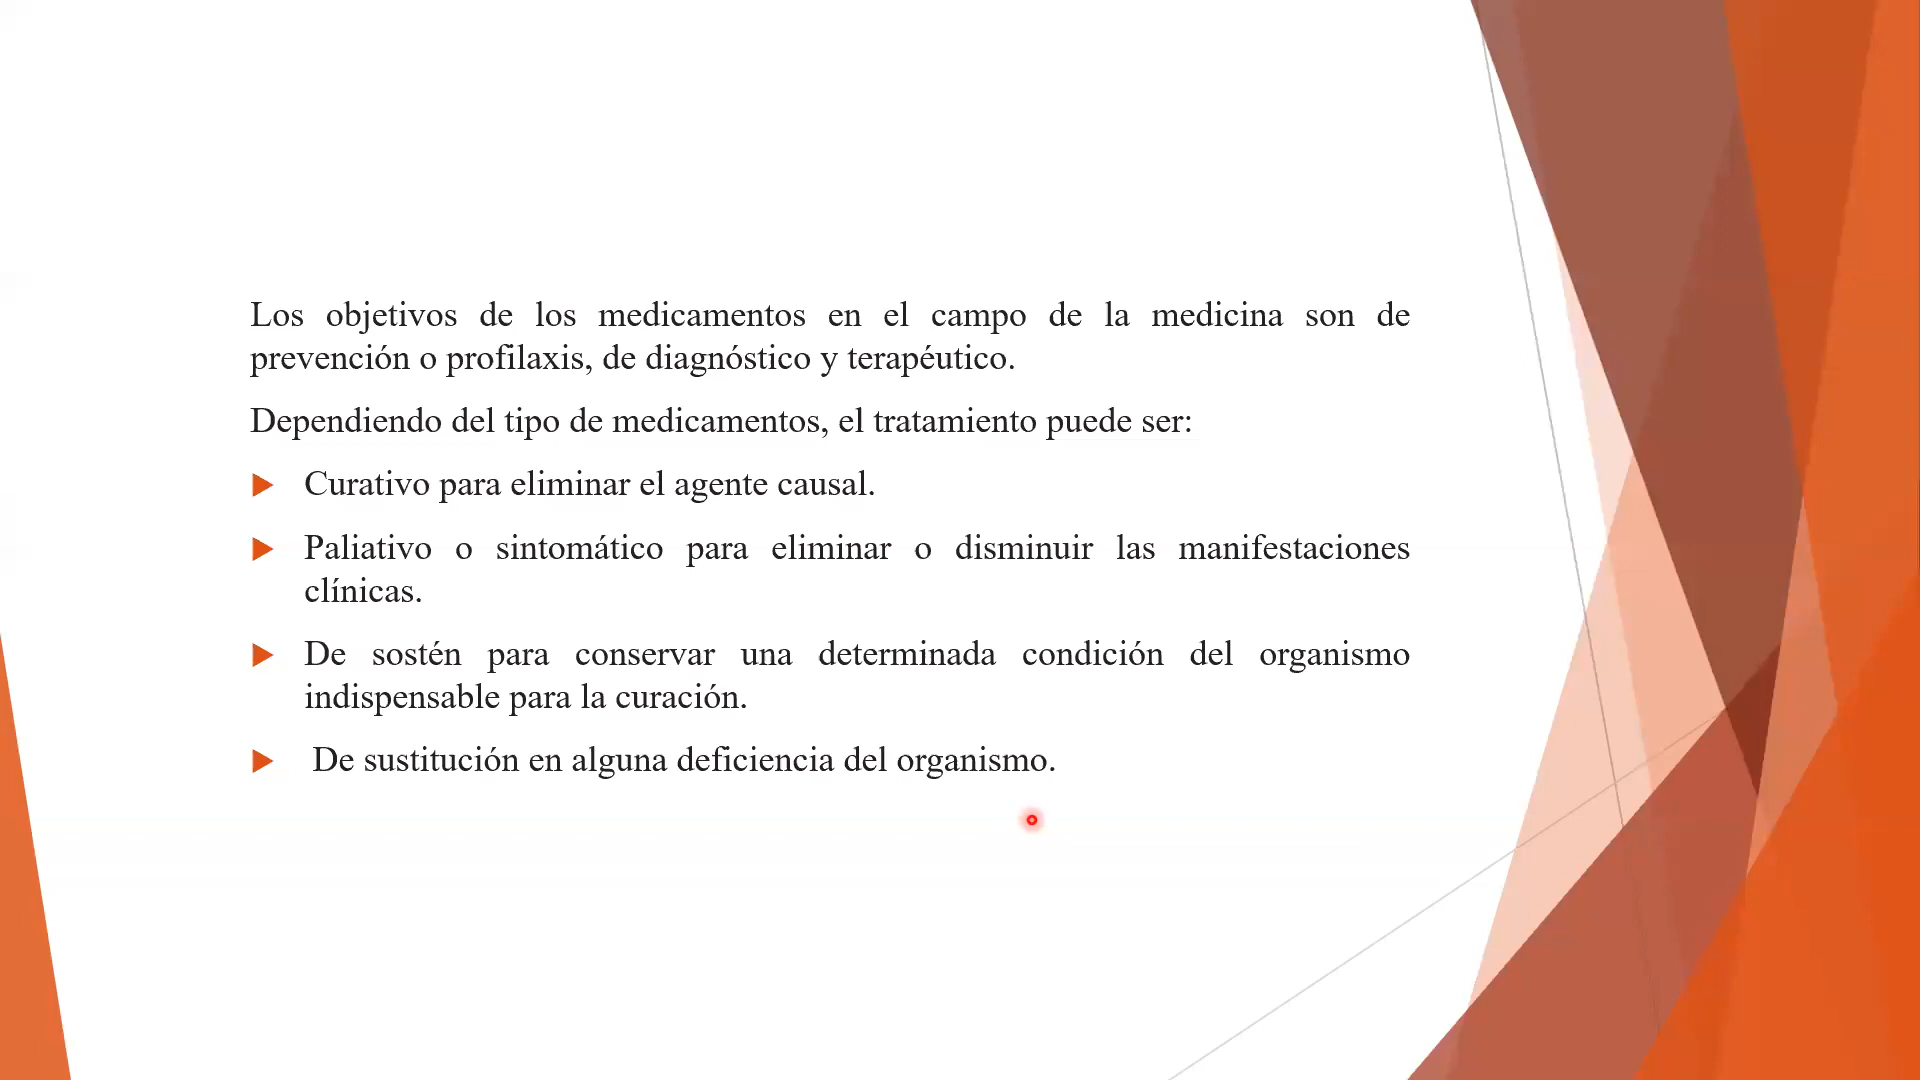 Los objetivos de los medicamentos en el campo de la medicina son de
prevención o profilaxis, de diagnóstico y terapéutico.
Dependiendo del tipo de medicamentos, el tratamiento puede ser:
Curativo para eliminar el agente causal.
Paliativo o sintomático para eliminar o disminuir las manifestaciones
clínicas.
De sostén para conservar una determinada condición del organismo
indispensable para la curación.
De sustitución en alguna deficiencia del organismo.